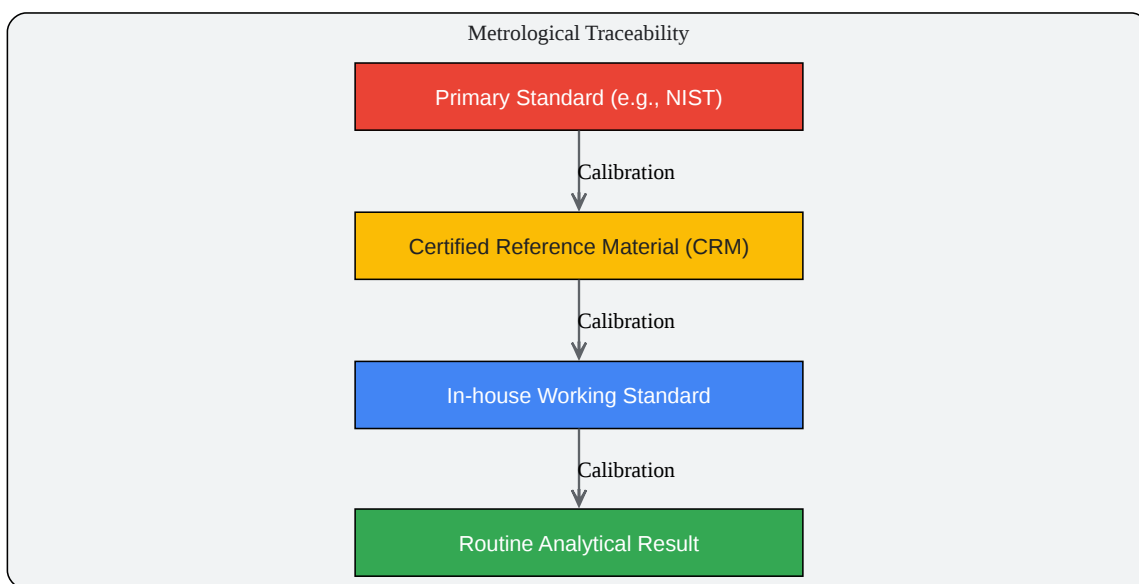 Metrological Traceability
Primary Standard (e.g., NIST)
Calibration
Certified Reference Material (CRM)
Calibration
In-house Working Standard
Calibration
Routine Analytical Result